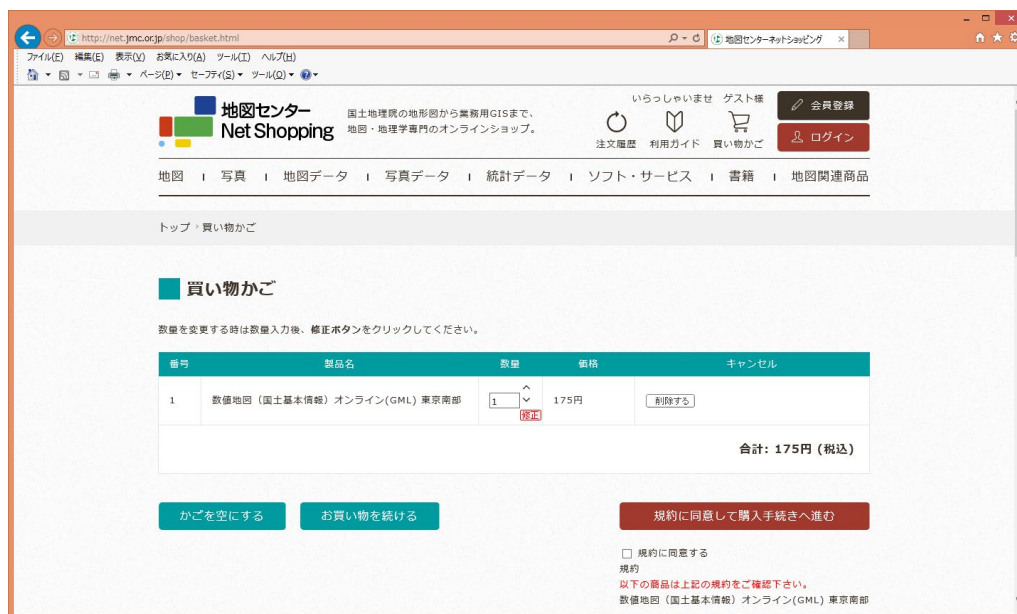 http://net.jmc.or.jp/shop/basket.html
地図センターネットショッピング ×
ファイル(F) 編集(E) 表示(V) お気に入り(A) ツール(T) ヘルプ(H)
ページ(P) セーフティ(S) ツール(O)
地図センター
Net Shopping
国土地理院の地形図から業務用GISまで、
地図・地理学専門のオンラインショップ。
いらっしゃいませ ゲスト様
注文履歴 利用ガイド 買い物かご
会員登録
ログイン
地図 写真 地図データ 写真データ 統計データ ソフト・サービス 書籍 地図関連商品
トップ 買い物かご
買い物かご
数量を変更する時は数量入力後、修正ボタンをクリックしてください。
番号 製品名 数量 価格 キャンセル
1 数値地図（国土基本情報）オンライン(GML) 東京南部 1 175円 削除する
修正
合計: 175円 (税込)
かごを空にする お買い物を続ける 規約に同意して購入手続きへ進む
規約に同意する
規約
以下の商品は上記の規約をご確認下さい。
数値地図（国土基本情報）オンライン(GML) 東京南部